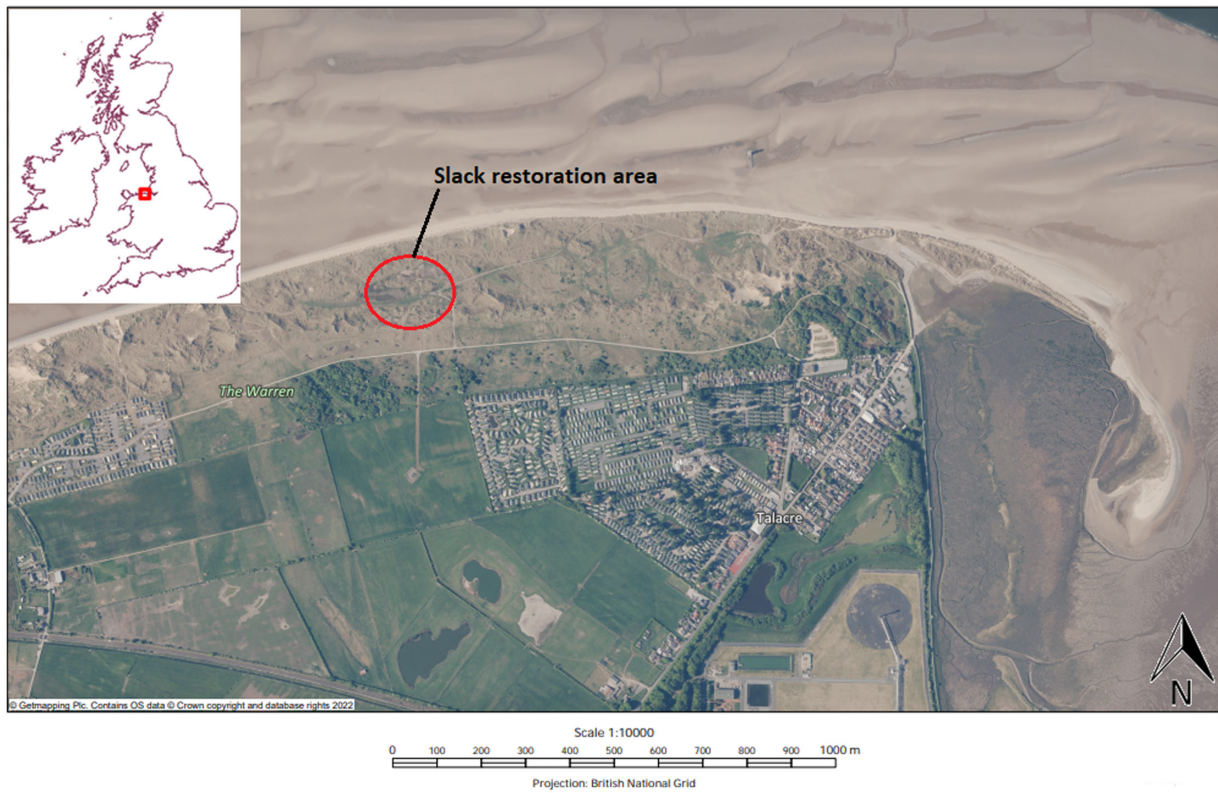 Slack restoration area
The Warren
Talacre
N
© Getmapping Plc. Contains OS data © Crown copyright and database rights 2022
Scale 1:10000
0 100 200 300 400 500 600 700 800 900 1000 m
Projection: British National Grid